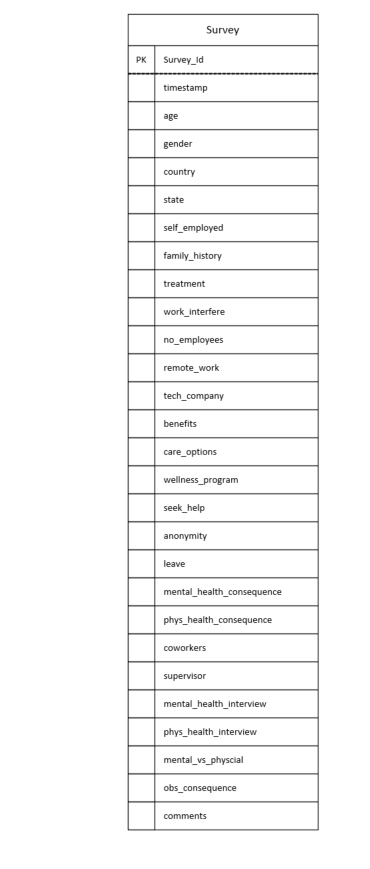 Survey
PK Survey_Id
timestamp
age
gender
country
state
self_employed
family_history
treatment
work_interfere
no_employees
remote_work
tech_company
benefits
care_options
wellness_program
seek_help
anonymity
leave
mental_health_consequence
phys_health_consequence
coworkers
supervisor
mental_health_interview
phys_health_interview
mental_vs_physcial
obs_consequence
comments